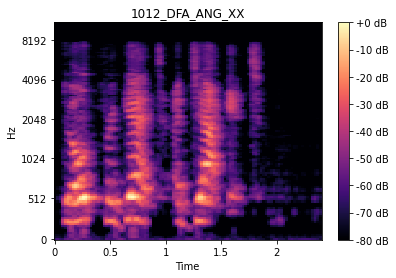 1012_DFA_ANG_XX
8192
4096
2048
1024
512
0
Hz
0
0.5
1
1.5
2
Time
+0 dB
-10 dB
-20 dB
-30 dB
-40 dB
-50 dB
-60 dB
-70 dB
-80 dB